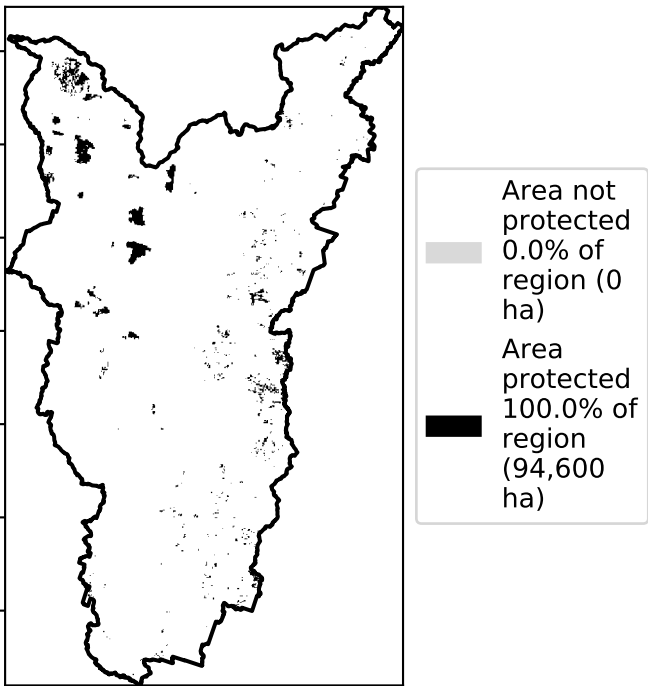 Area not
protected
0.0% of
region (0
ha)
Area
protected
100.0% of
region
(94,600
ha)